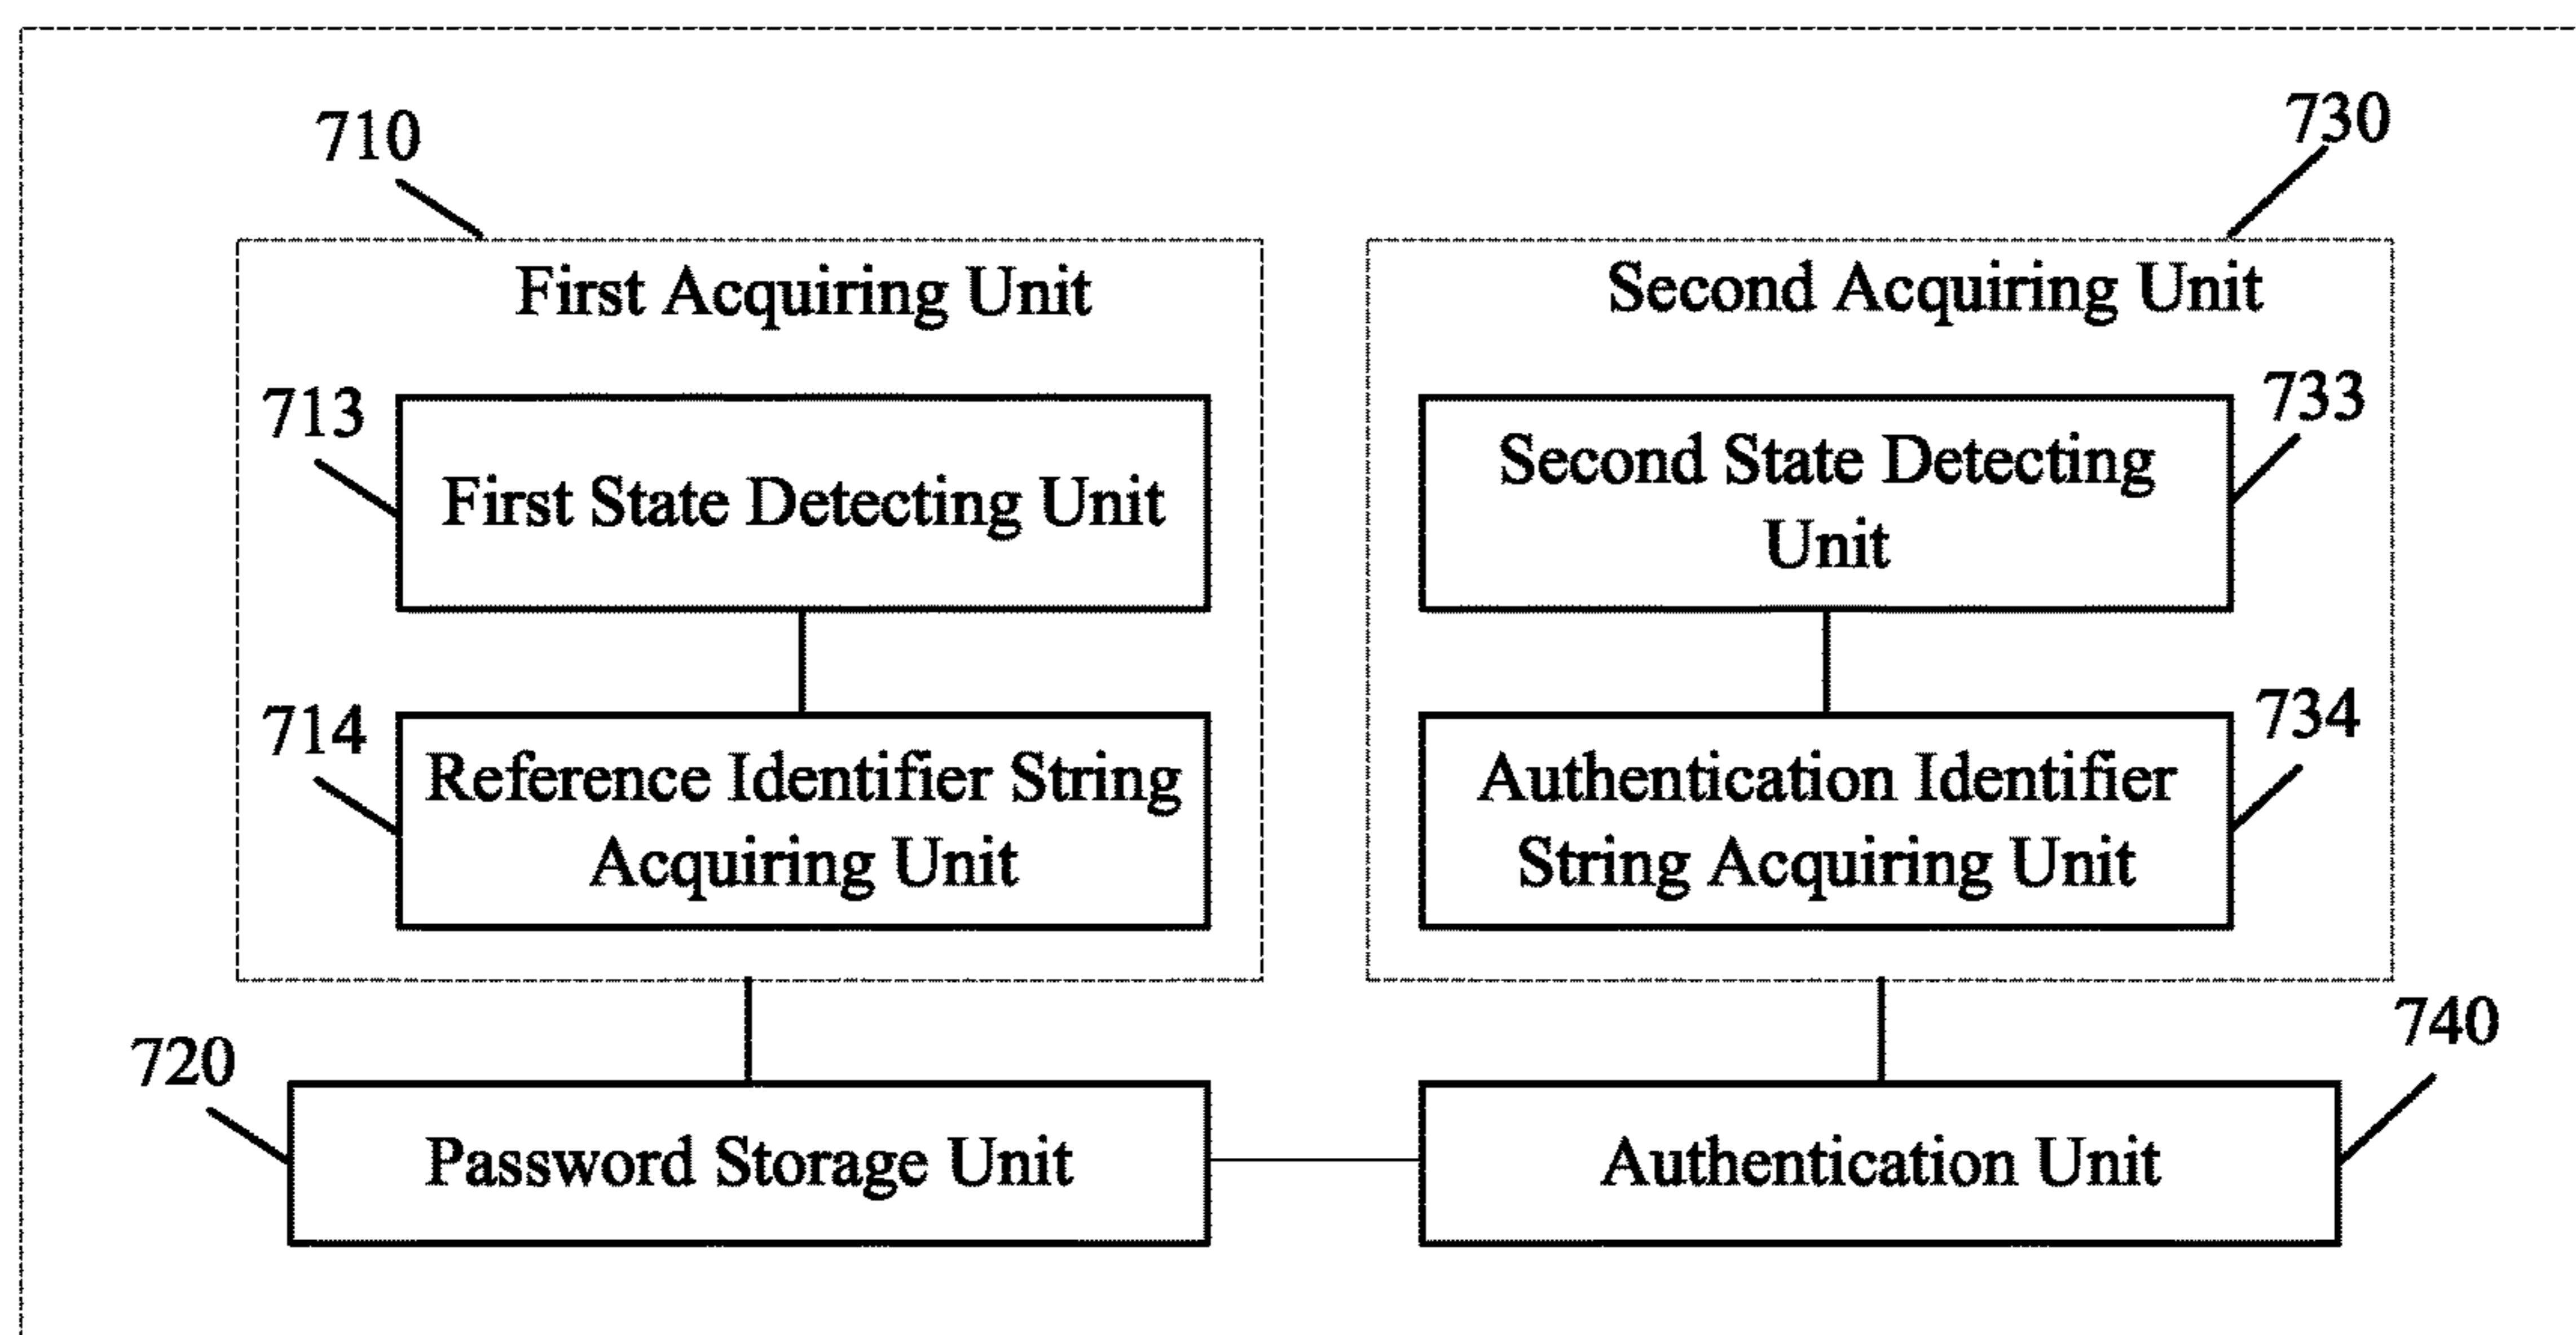 710
730
First Acquiring Unit
Second Acquiring Unit
713
First State Detecting Unit
Second State Detecting
Unit
733
714
Reference Identifier String
Acquiring Unit
Authentication Identifier
String Acquiring Unit
734
720
Password Storage Unit
Authentication Unit
740